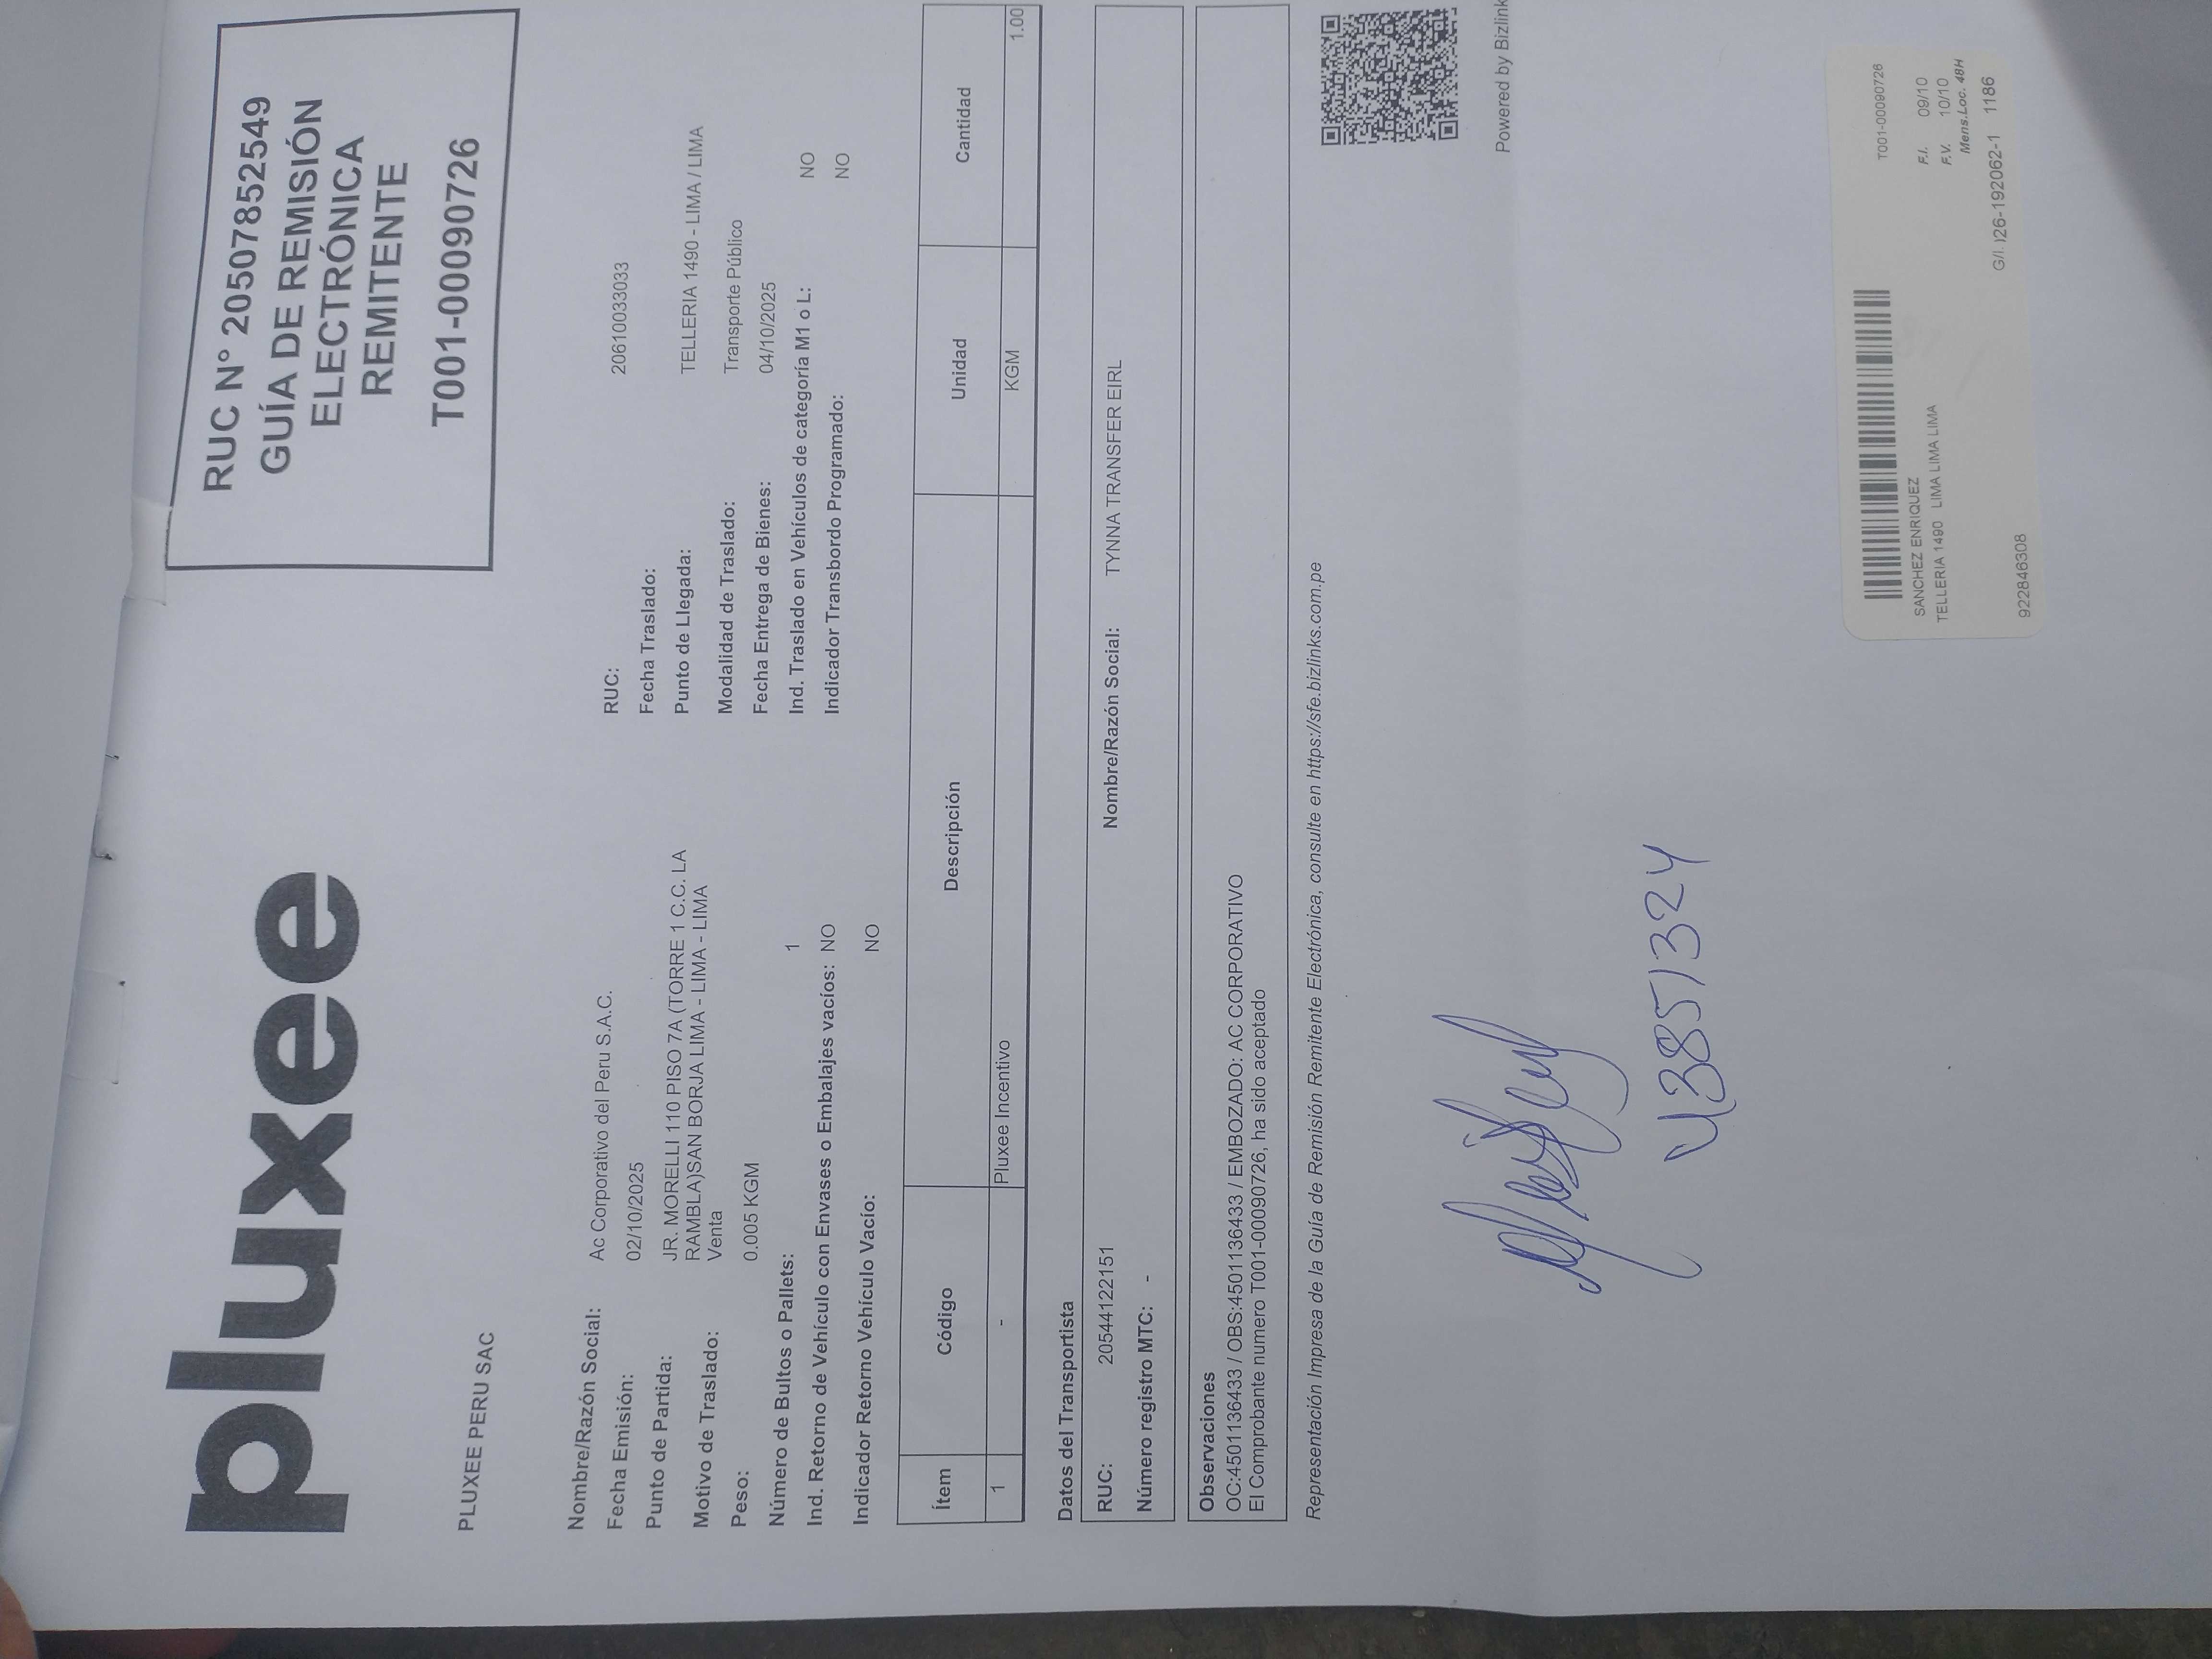 pluxee
RUC N° 20507852549
GUÍA DE REMISIÓN
ELECTRÓNICA
REMITENTE
T001-00090726
PLUXEE PERU SAC
Nombre/Razón Social: Ac Corporativo del Peru S.A.C.
RUC: 20610033033
Fecha Emisión: 02/10/2025
Fecha Traslado:
Punto de Partida: JR. MORELLI 110 PISO 7A (TORRE 1 C.C. LA
RAMBLA)SAN BORJA LIMA - LIMA - LIMA
Punto de Llegada: TELLERIA 1490 - LIMA / LIMA
Motivo de Traslado: Venta
Modalidad de Traslado: Transporte Público
Peso: 0.005 KGM
Fecha Entrega de Bienes: 04/10/2025
Número de Bultos o Pallets: 1
Ind. Traslado en Vehículos de categoría M1 o L: NO
Ind. Retorno de Vehículo con Envases o Embalajes vacíos: NO
Indicador Transbordo Programado: NO
Indicador Retorno Vehículo Vacío: NO
Ítem Código Descripción Unidad Cantidad
1 - Pluxee Incentivo KGM 1.00
Datos del Transportista
RUC: 20544122151 Nombre/Razón Social: TYNNA TRANSFER EIRL
Número registro MTC: -
Observaciones
OC:4501136433 / OBS:4501136433 / EMBOZADO: AC CORPORATIVO
El Comprobante numero T001-00090726, ha sido aceptado
Representación Impresa de la Guía de Remisión Remitente Electrónica, consulte en https://sfe.bizlinks.com.pe
Powered by Bizlink
43851324
T001-00090726
SANCHEZ ENRIQUEZ
TELLERIA 1490 LIMA LIMA LIMA
F.I. 09/10
F.V. 10/10
Mens.Loc. 48H
G/I. )26-192062-1 1186
922846308